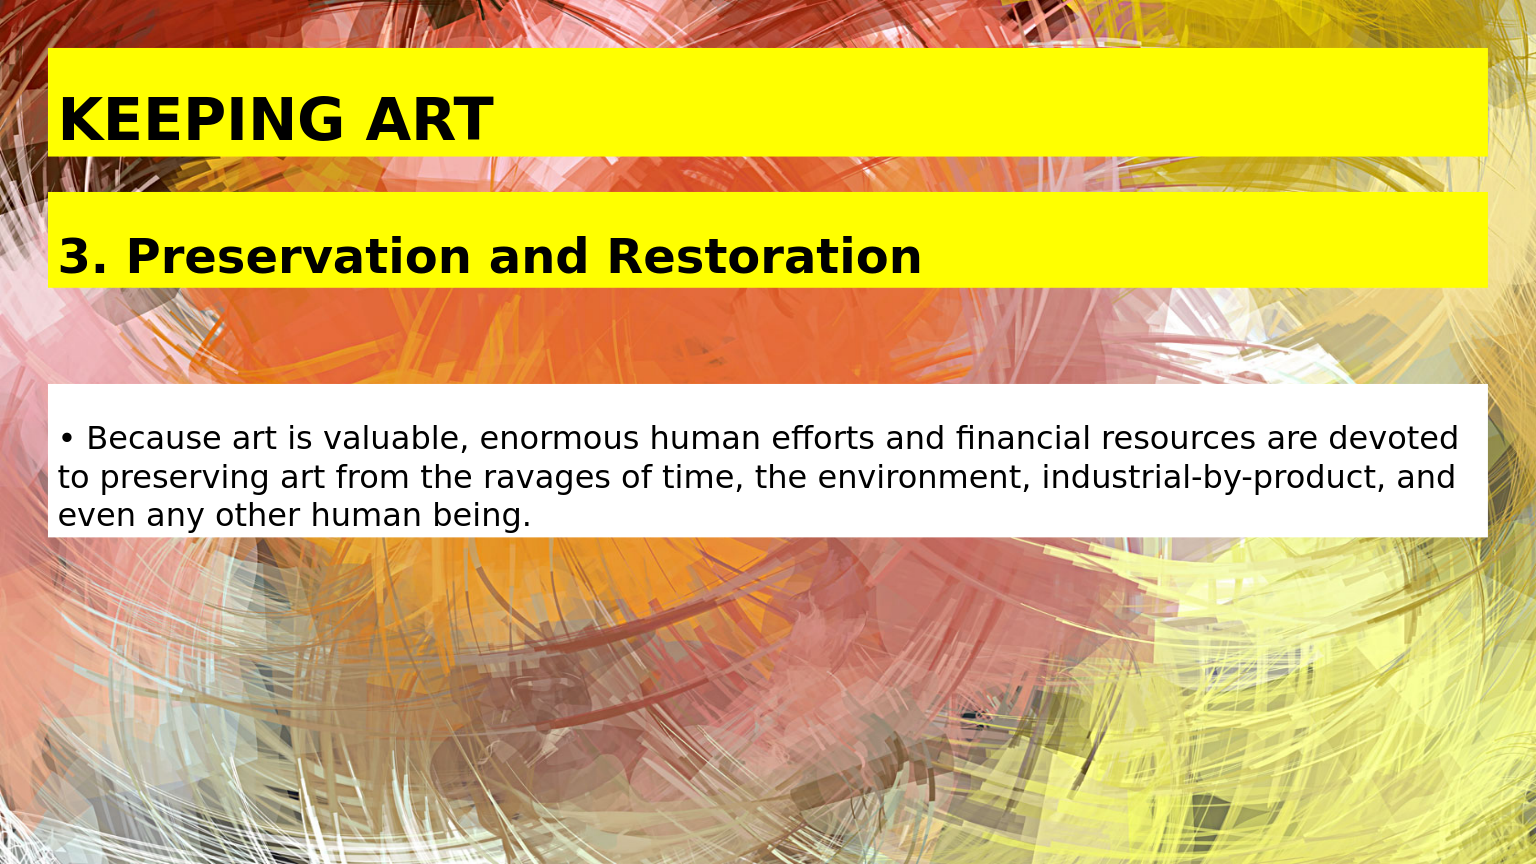 KEEPING ART
3. Preservation and Restoration
• Because art is valuable, enormous human efforts and financial resources are devoted
to preserving art from the ravages of time, the environment, industrial-by-product, and
even any other human being.